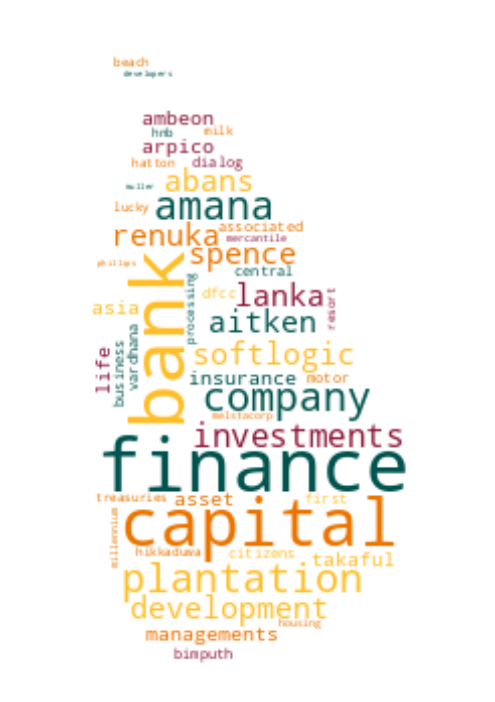 beach
developers
ambeon
hnb
milk
arpico
hatton
dialog
muller
abans
lucky
amana
renuka
associated
mercantile
spence
phillips
central
bank
processing
dfcc
lanka
resort
asia
aitken
vardhana
business
life
softlogic
insurance
motor
company
melstacorp
investments
finance
treasuries
asset
first
capital
millennium
hikkaduwa
citizens
takaful
plantation
development
housing
managements
bimputh